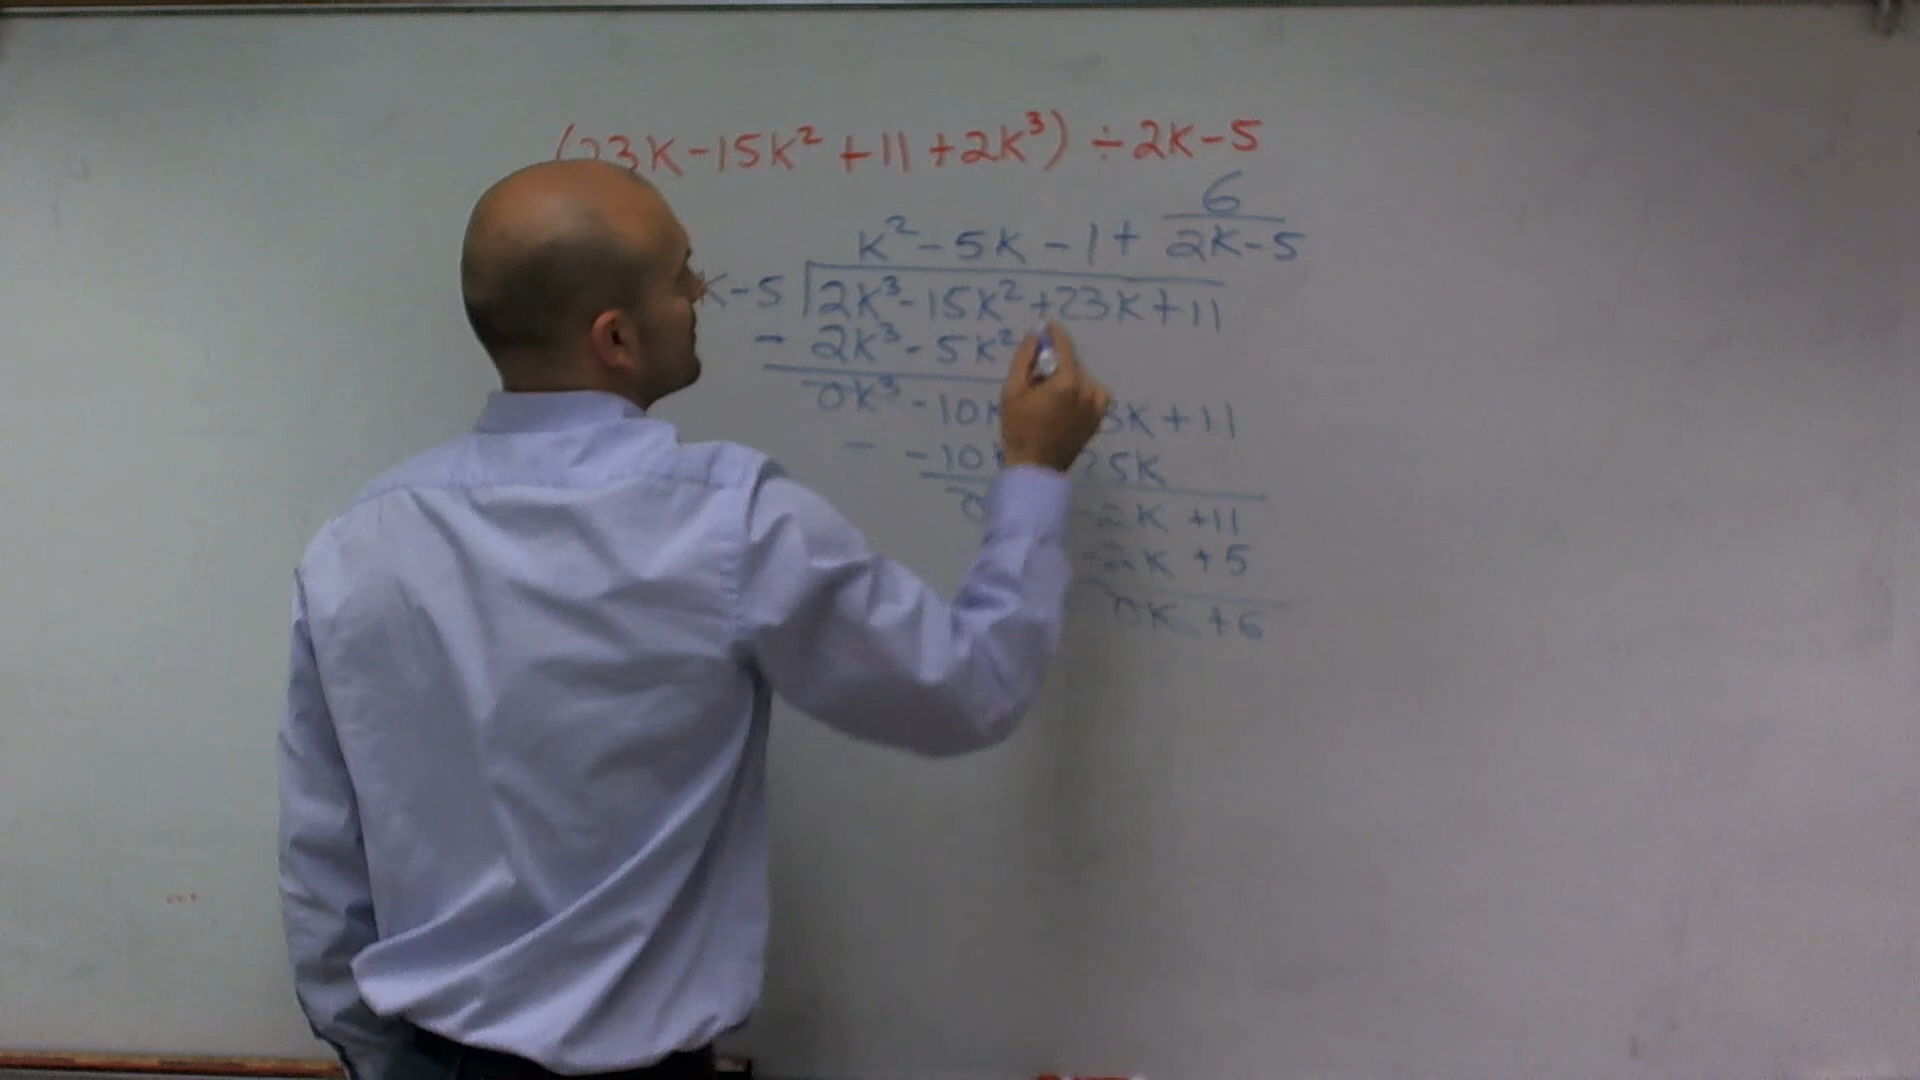 (23K-15K² +11 +2K³) ÷ 2K-5
6
K² - 5K - 1 + 2K-5
K-5 2K³-15K²+23K+11
- 2K³-5K²
0K³ -10K 3K+11
- -10K 25K
0 -2K +11
-2K +5
0K +6